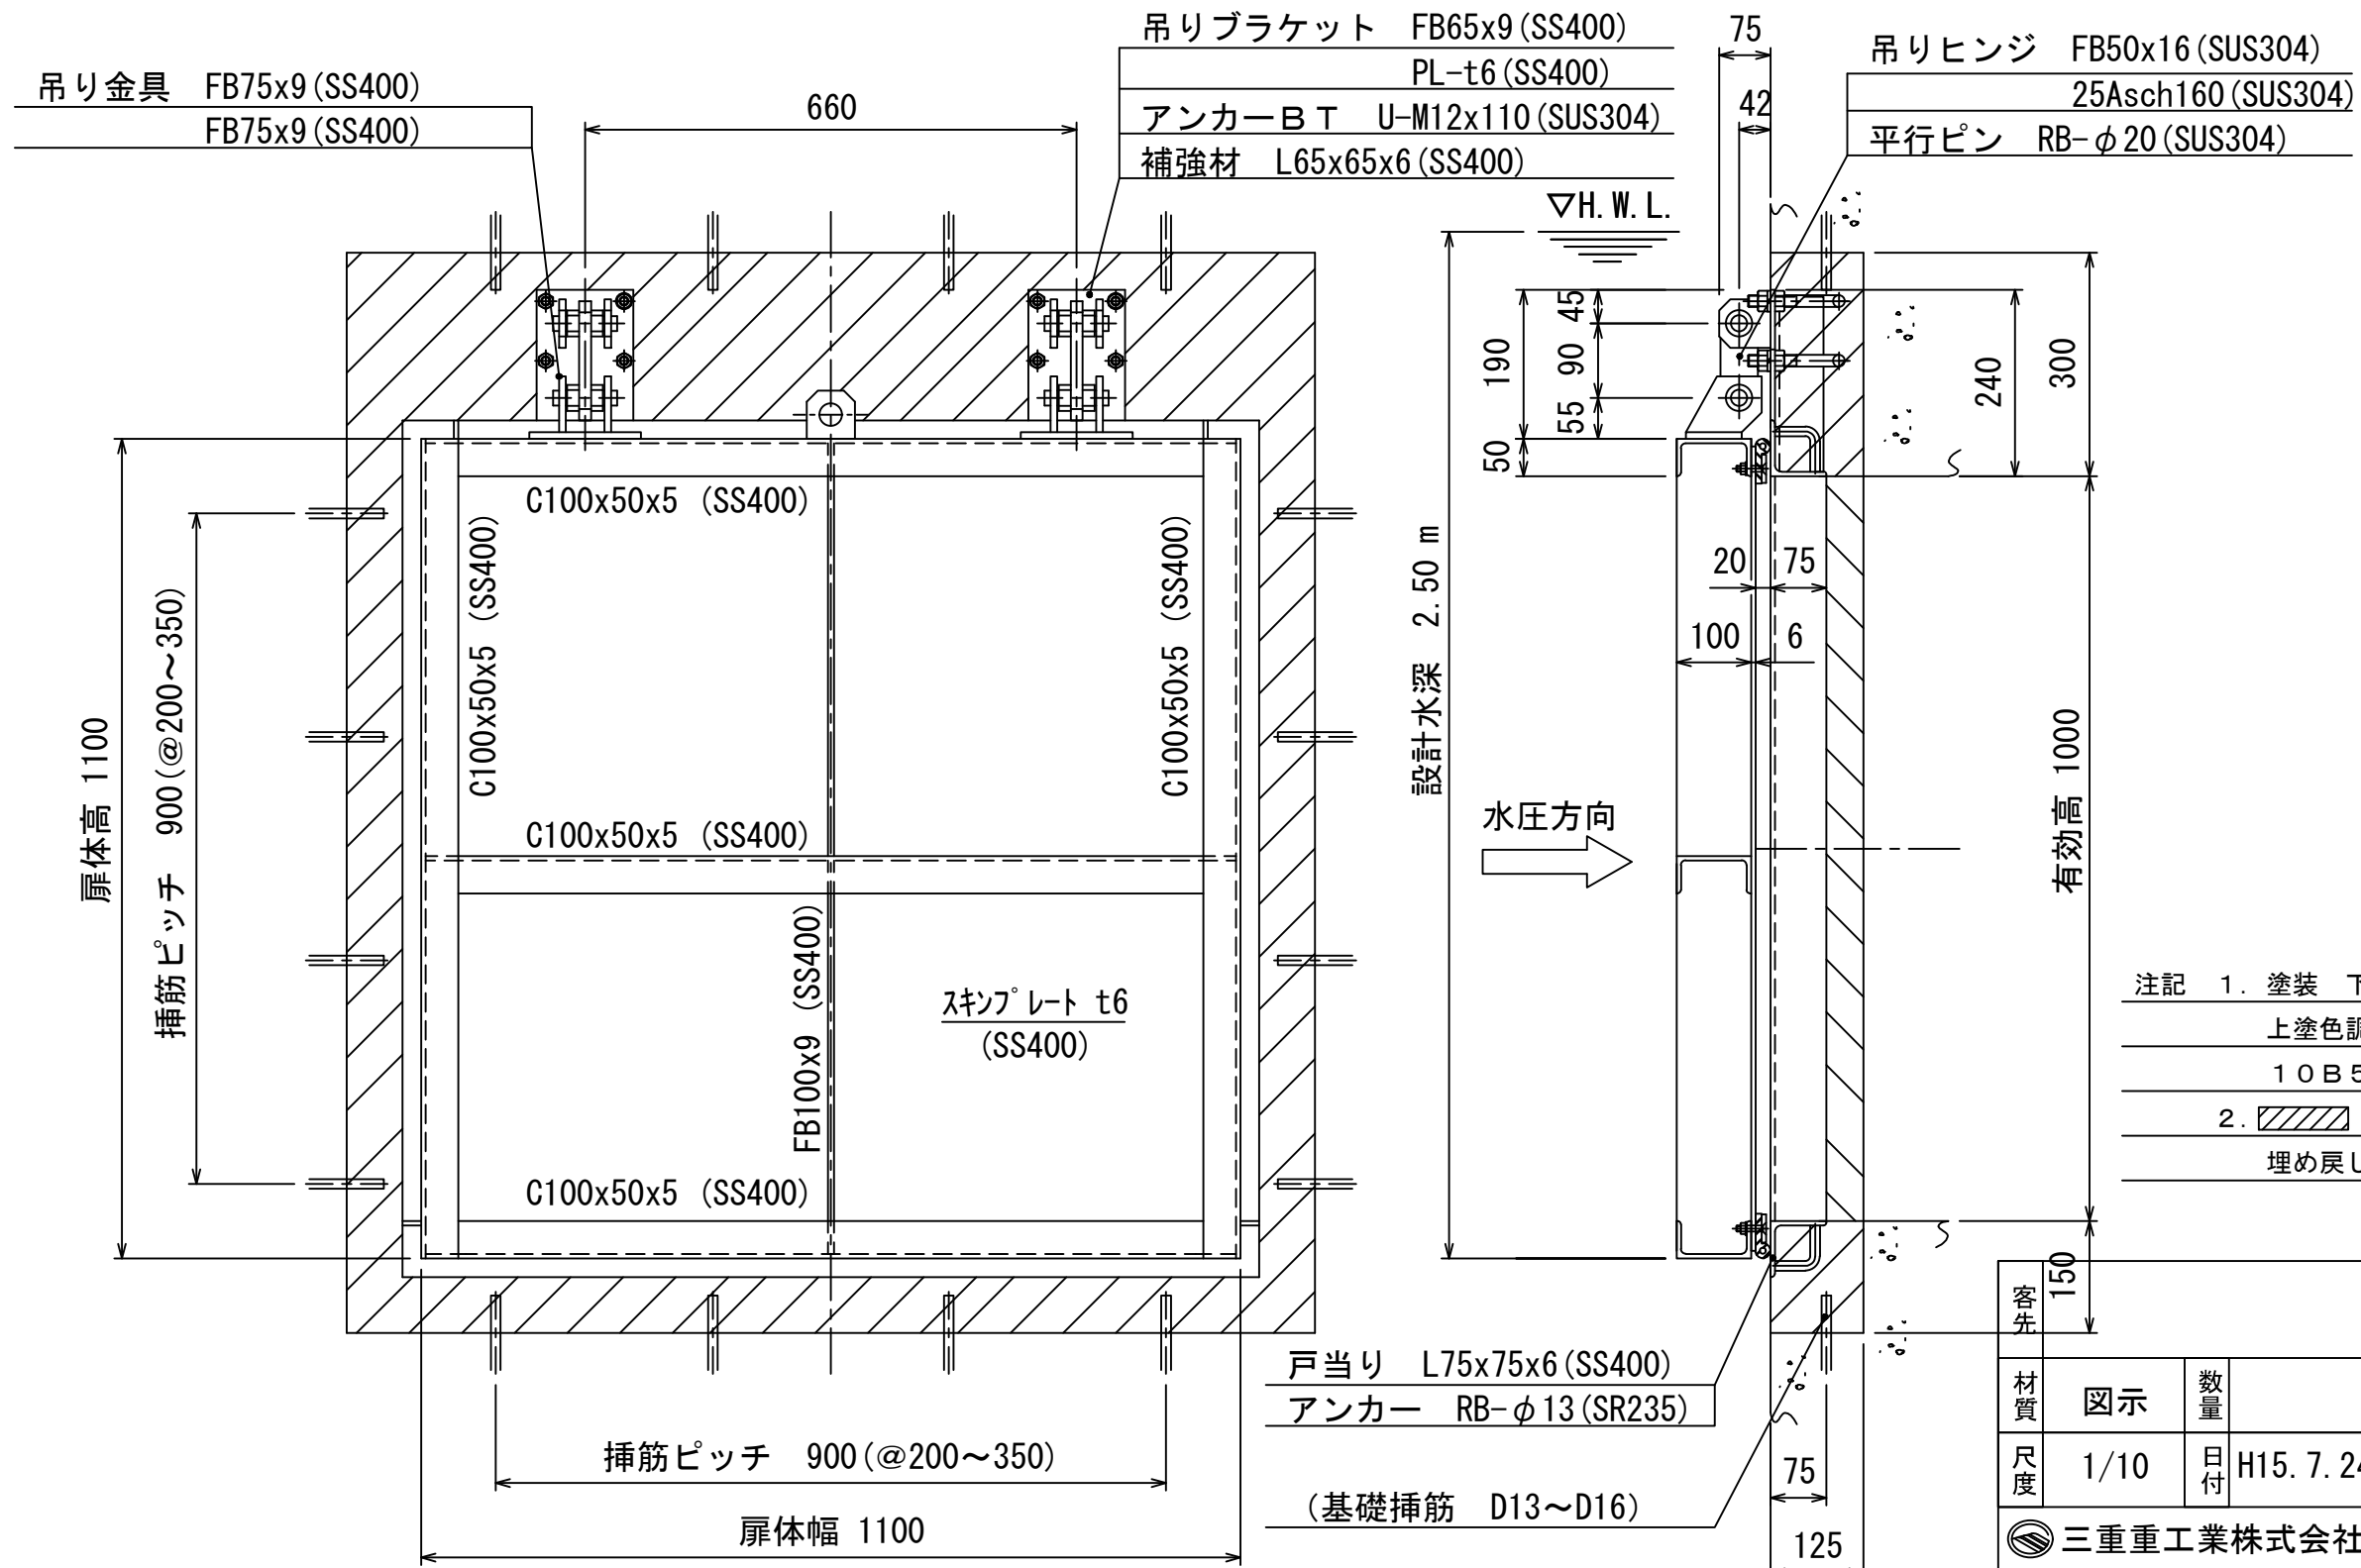 吊り金具 FB75x9(SS400)
FB75x9(SS400)
660
吊りブラケット FB65x9(SS400)
PL-t6(SS400)
アンカーBT U-M12x110(SUS304)
補強材 L65x65x6(SS400)
75
42
吊りヒンジ FB50x16(SUS304)
25Asch160(SUS304)
平行ピン RB-φ20(SUS304)
▽H.W.L.
45
190
90
55
50
240
300
C100x50x5 (SS400)
C100x50x5 (SS400)
C100x50x5 (SS400)
設計水深 2.50 m
20
75
100
6
扉体高 1100
挿筋ピッチ 900(@200～350)
C100x50x5 (SS400)
水圧方向
有効高 1000
FB100x9 (SS400)
スキンプレート t6
(SS400)
C100x50x5 (SS400)
注記 1. 塗装
上塗色調
10B5
2.
埋め戻し
150
戸当り L75x75x6(SS400)
アンカー RB-φ13(SR235)
挿筋ピッチ 900(@200～350)
(基礎挿筋 D13～D16)
扉体幅 1100
75
125
客先
材質 図示 数量
尺度 1/10 日付 H15.7.24
三重重工業株式会社